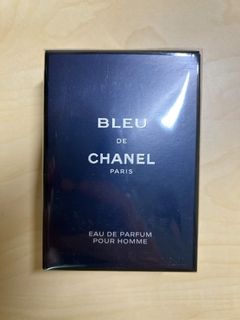 BLEU
DE
CHANEL
PARIS
EAU DE PARFUM
POUR HOMME